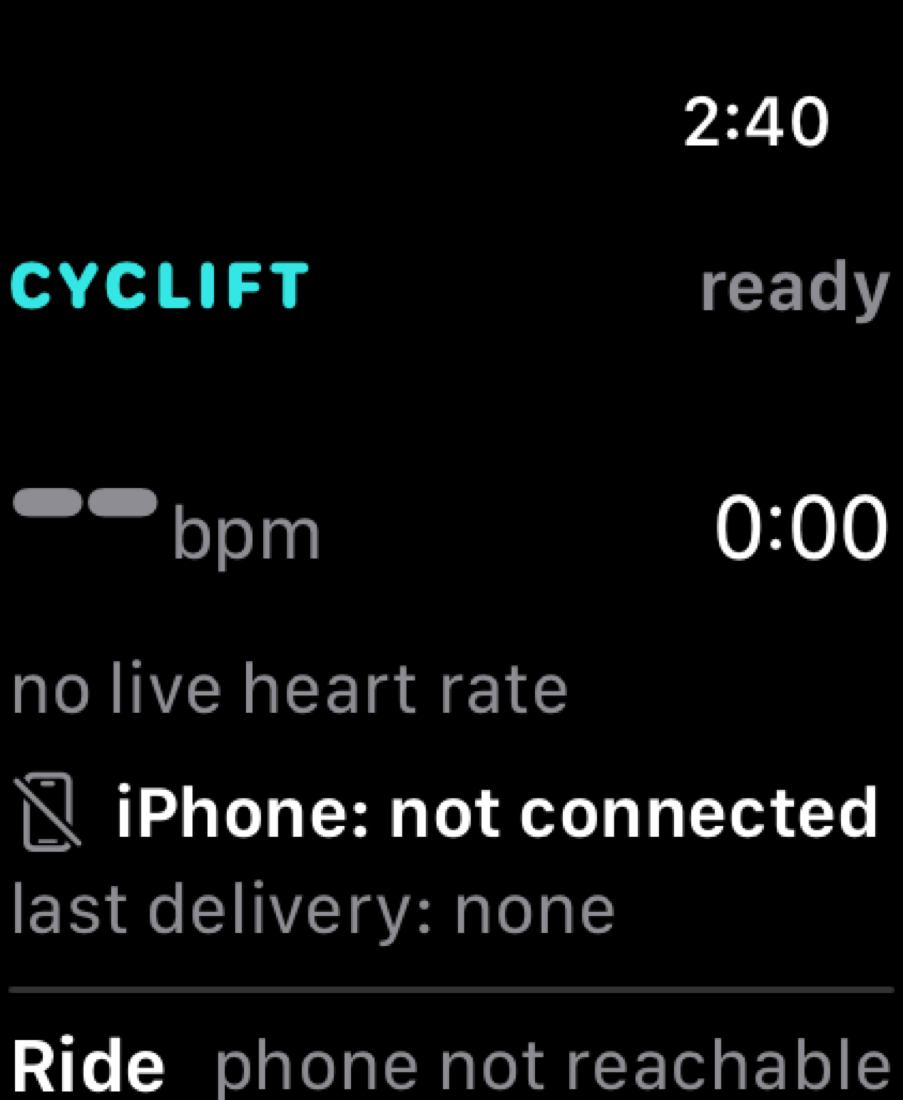 2:40
CYCLIFT ready
-- bpm 0:00
no live heart rate
iPhone: not connected
last delivery: none
Ride phone not reachable